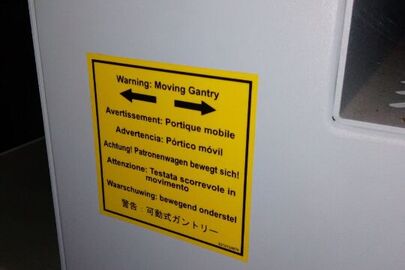 Warning: Moving Gantry
Avertissement: Portique mobile
Advertencia: Pórtico móvil
Achtung! Patronenwagen bewegt sich!
Attenzione: Testata scorrevole in
movimento
Waarschuwing: bewegend onderstel
警告：可動式ガントリー